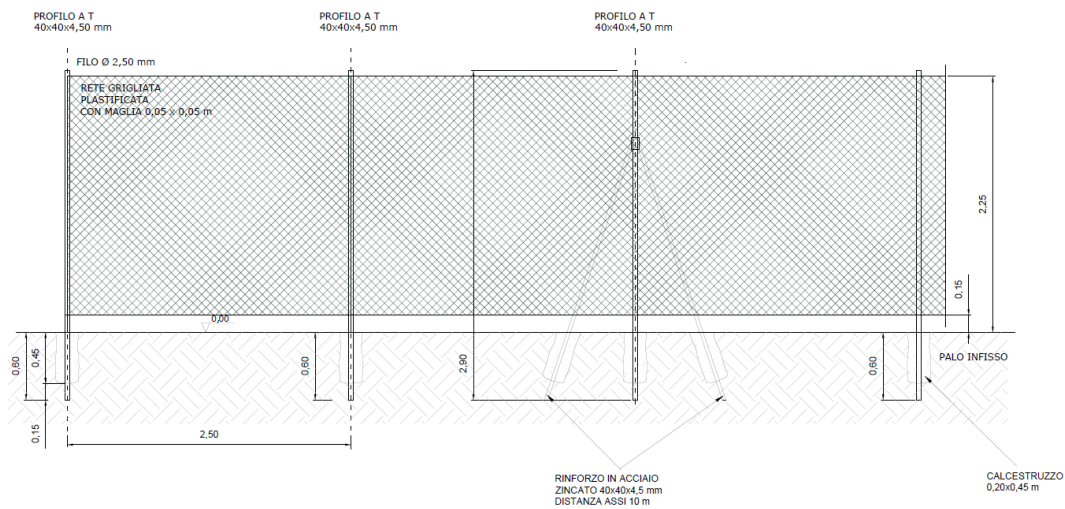 PROFILO A T
40x40x4,50 mm
PROFILO A T
40x40x4,50 mm
PROFILO A T
40x40x4,50 mm
FILO Ø 2,50 mm
RETE GRIGLIATA
PLASTIFICATA
CON MAGLIA 0,05 x 0,05 m
2,25
0,15
0,00
0,60
0,45
0,15
0,60
2,90
0,60
PALO INFISSO
2,50
RINFORZO IN ACCIAIO
ZINCATO 40x40x4,5 mm
DISTANZA ASSI 10 m
CALCESTRUZZO
0,20x0,45 m